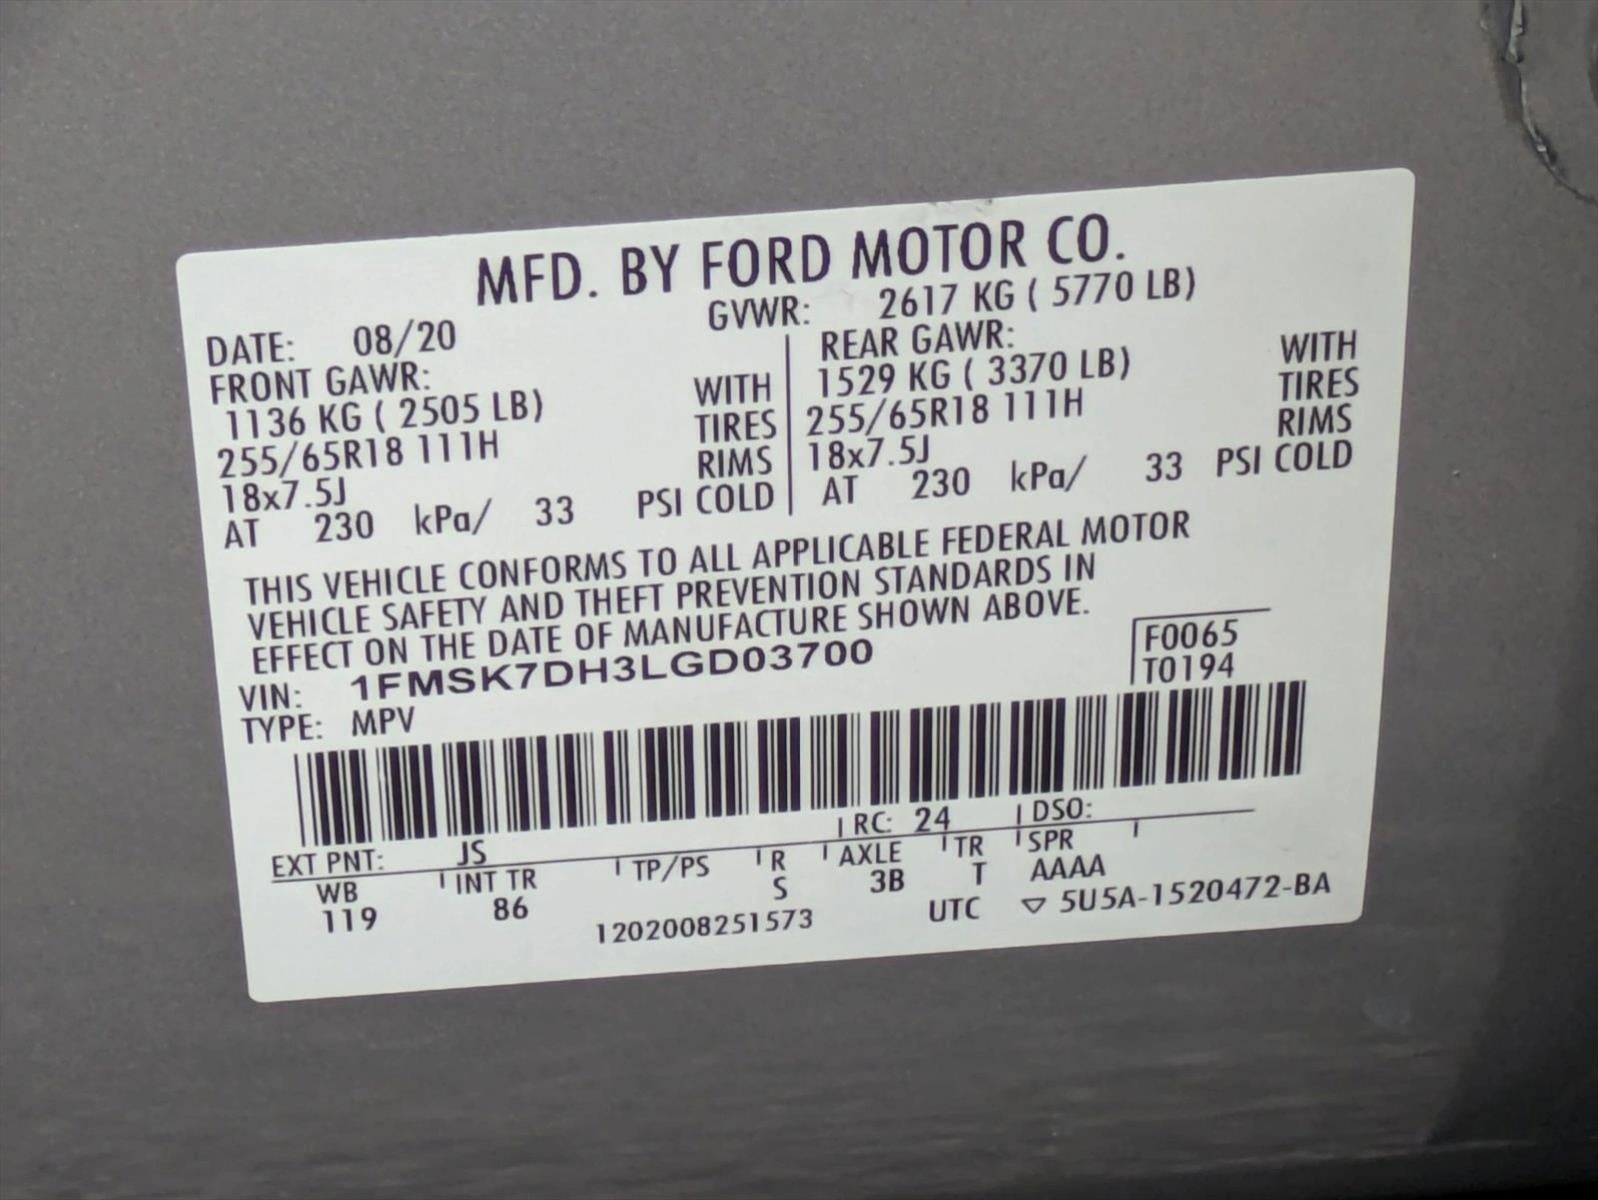 MFD. BY FORD MOTOR CO.
DATE: 08/20 GVWR: 2617 KG ( 5770 LB)
FRONT GAWR: REAR GAWR:
1136 KG ( 2505 LB) WITH 1529 KG ( 3370 LB) WITH
255/65R18 111H TIRES 255/65R18 111H TIRES
18x7.5J RIMS 18x7.5J RIMS
AT 230 kPa/ 33 PSI COLD AT 230 kPa/ 33 PSI COLD
THIS VEHICLE CONFORMS TO ALL APPLICABLE FEDERAL MOTOR
VEHICLE SAFETY AND THEFT PREVENTION STANDARDS IN
EFFECT ON THE DATE OF MANUFACTURE SHOWN ABOVE.
VIN: 1FMSK7DH3LGD03700 F0065
TYPE: MPV T0194
EXT PNT: JS RC: 24 DSO:
WB INT TR TP/PS R AXLE TR SPR
119 86 S 3B T AAAA
1202008251573 UTC ▽ 5U5A-1520472-BA